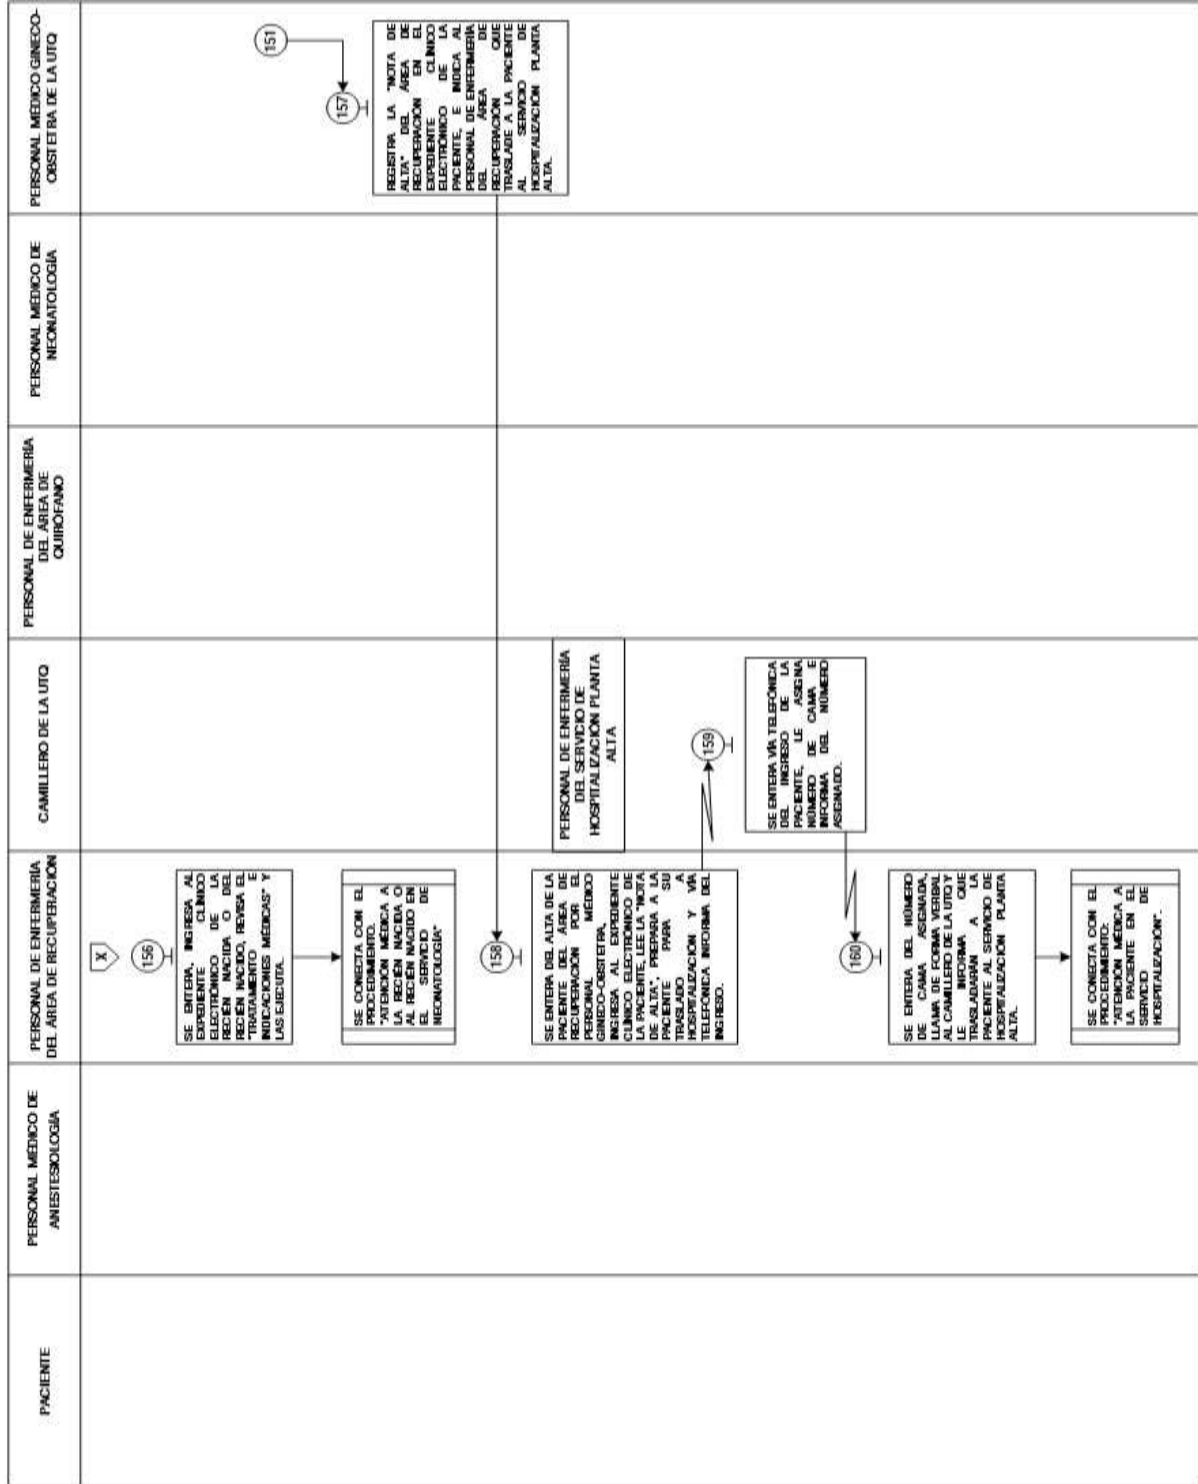 PACIENTE
PERSONAL MÉDICO DE
ANESTESIOLOGÍA
PERSONAL DE ENFERMERÍA
DEL ÁREA DE RECUPERACIÓN
CAMILLERO DE LA UTQ
PERSONAL DE ENFERMERÍA
DEL ÁREA DE
QUIRÓFANO
PERSONAL MÉDICO DE
NEONATOLOGÍA
PERSONAL MÉDICO GINECO-
OBSTETRA DE LA UTQ
X
156
SE ENTERA, INGRESA AL
EXPEDIENTE CLÍNICO
ELECTRÓNICO DE LA
RECIÉN NACIDA O DEL
RECIÉN NACIDO, REVISA EL
"TRATAMIENTO E
INDICACIONES MÉDICAS" Y
LAS EJECUTA.
SE CONECTA CON EL
PROCEDIMIENTO.
"ATENCIÓN MÉDICA A
LA RECIÉN NACIDA O
AL RECIÉN NACIDO EN
EL SERVICIO DE
NEONATOLOGÍA"
151
157
REGISTRA LA "NOTA DE
ALTA" DEL ÁREA DE
RECUPERACIÓN EN EL
EXPEDIENTE CLÍNICO
ELECTRÓNICO DE LA
PACIENTE, E INDICA AL
PERSONAL DE ENFERMERÍA
DEL ÁREA DE
RECUPERACIÓN QUE
TRASLADE A LA PACIENTE
AL SERVICIO DE
HOSPITALIZACIÓN PLANTA
ALTA.
158
SE ENTERA DEL ALTA DE LA
PACIENTE DEL ÁREA DE
RECUPERACIÓN POR EL
PERSONAL MÉDICO
GINECO-OBSTETRA,
INGRESA AL EXPEDIENTE
CLÍNICO ELECTRÓNICO DE
LA PACIENTE, LEE LA "NOTA
DE ALTA", PREPARA A LA
PACIENTE PARA SU
TRASLADO A
HOSPITALIZACIÓN Y VÍA
TELEFÓNICA INFORMA DEL
INGRESO.
PERSONAL DE ENFERMERÍA
DEL SERVICIO DE
HOSPITALIZACIÓN PLANTA
ALTA
159
SE ENTERA VÍA TELEFÓNICA
DEL INGRESO DE LA
PACIENTE, LE ASIGNA
NÚMERO DE CAMA E
INFORMA DEL NÚMERO
ASIGNADO.
160
SE ENTERA DEL NÚMERO
DE CAMA ASIGNADA,
LLAMA DE FORMA VERBAL
AL CAMILLERO DE LA UTQ Y
LE INFORMA QUE
TRASLADARÁN A LA
PACIENTE AL SERVICIO DE
HOSPITALIZACIÓN PLANTA
ALTA.
SE CONECTA CON EL
PROCEDIMIENTO:
"ATENCIÓN MÉDICA A
LA PACIENTE EN EL
SERVICIO DE
HOSPITALIZACIÓN".